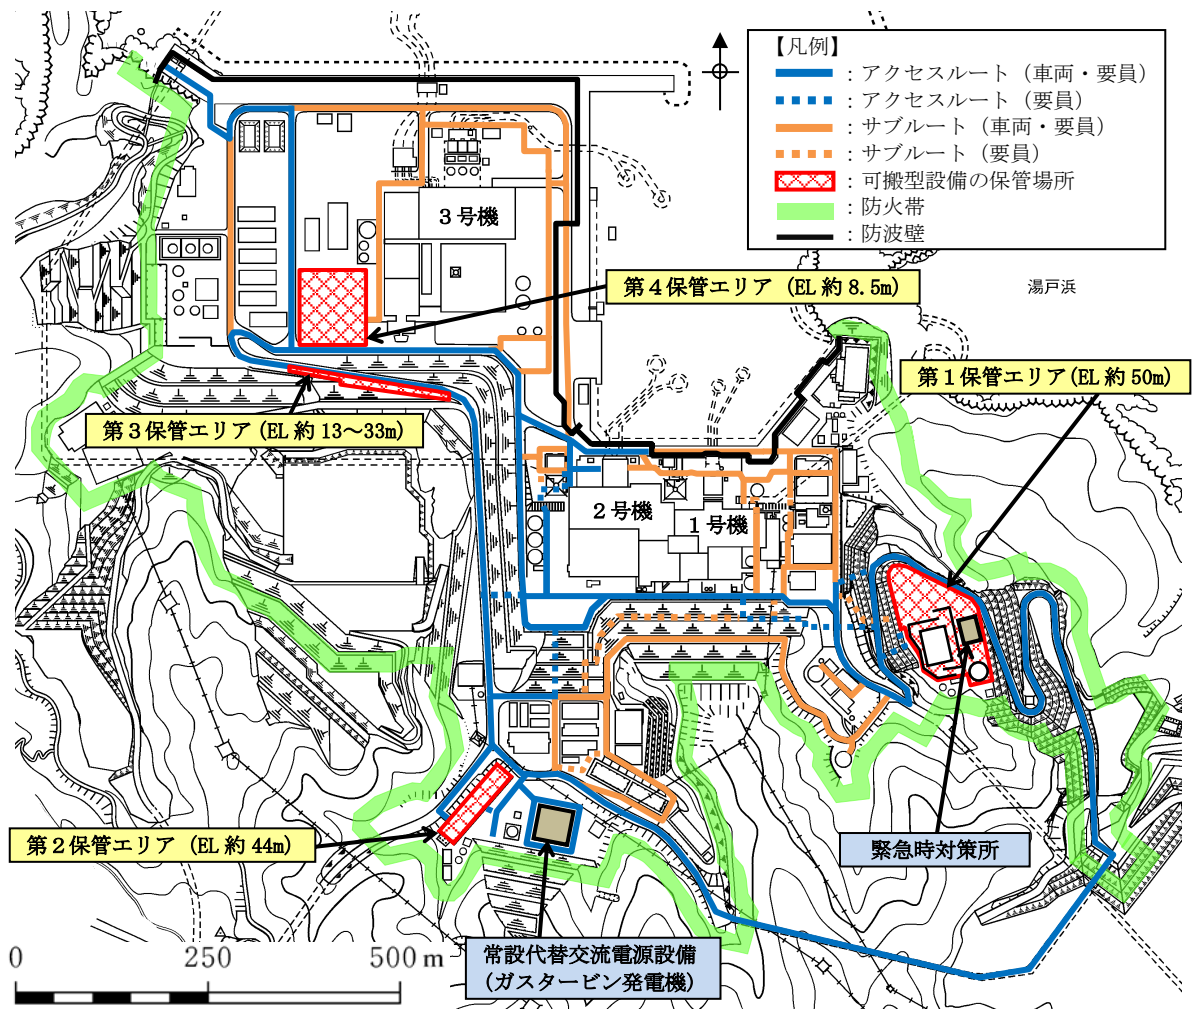 【凡例】
：アクセスルート（車両・要員）
：アクセスルート（要員）
：サブルート（車両・要員）
：サブルート（要員）
：可搬型設備の保管場所
：防火帯
：防波壁
3号機
第4保管エリア (EL 約 8.5m)
湯戸浜
第1保管エリア(EL 約 50m)
第3保管エリア(EL 約 13～33m)
2号機
1号機
第2保管エリア (EL 約 44m)
緊急時対策所
常設代替交流電源設備
(ガスタービン発電機)
0 250 500 m